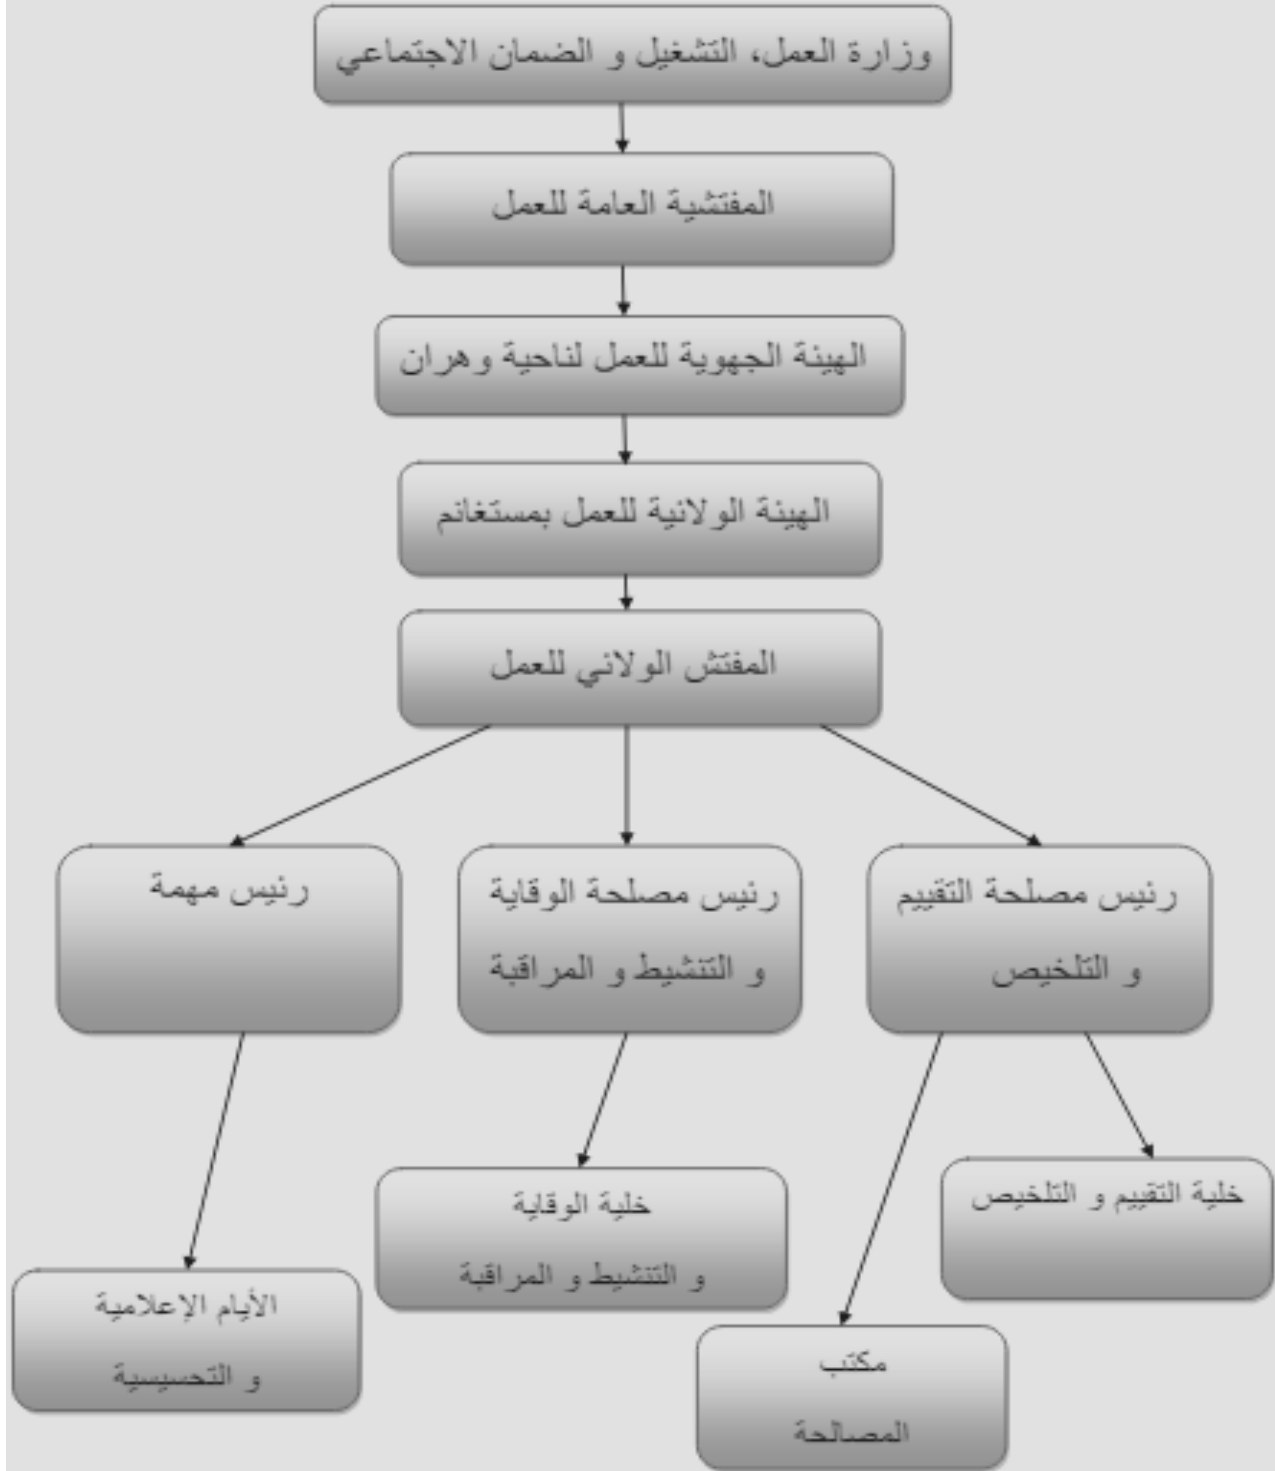 وزارة العمل، التشغيل و الضمان الاجتماعي
المفتشية العامة للعمل
الهيئة الجهوية للعمل لناحية وهران
الهيئة الولائية للعمل بمستغانم
المفتش الولائي للعمل
رئيس مصلحة التقييم
و التلخيص
رئيس مصلحة الوقاية
و التنشيط و المراقبة
رئيس مهمة
خلية التقييم و التلخيص
خلية الوقاية
و التنشيط و المراقبة
الأيام الإعلامية
و التحسيسية
مكتب
المصالحة